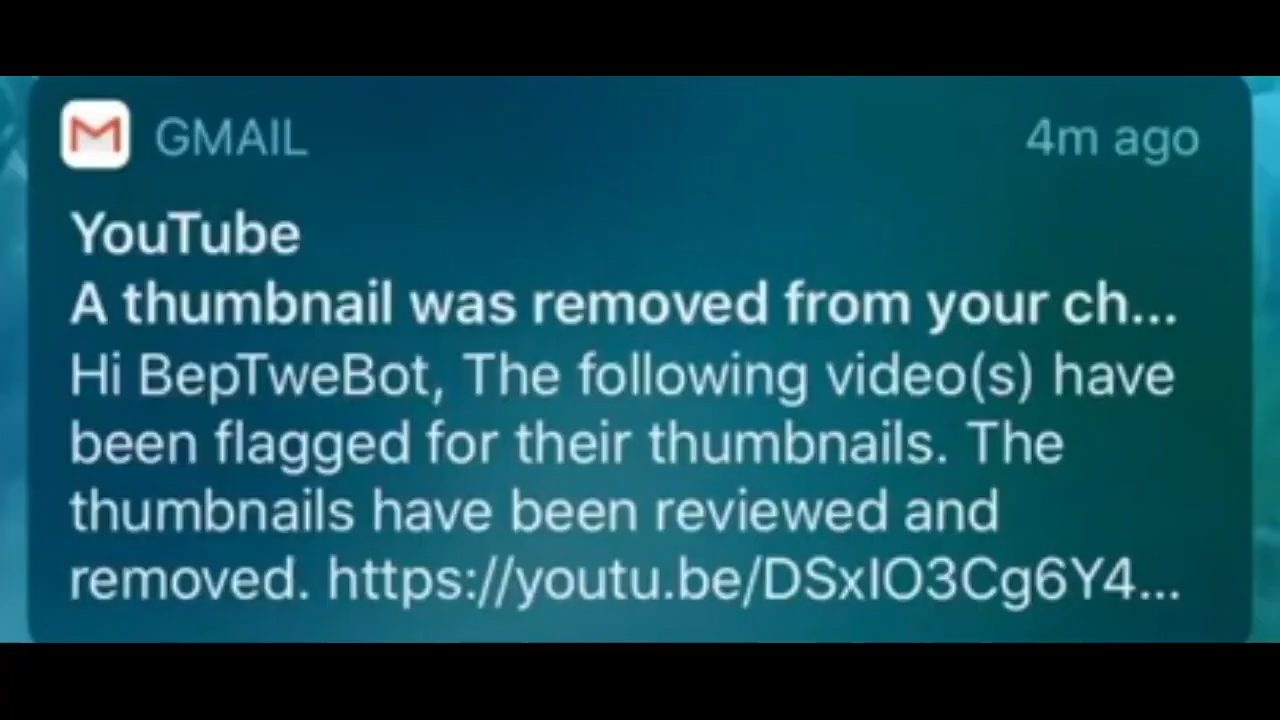 GMAIL
4m ago
YouTube
A thumbnail was removed from your ch...
Hi BepTweBot, The following video(s) have
been flagged for their thumbnails. The
thumbnails have been reviewed and
removed. https://youtu.be/DSxIO3Cg6Y4...